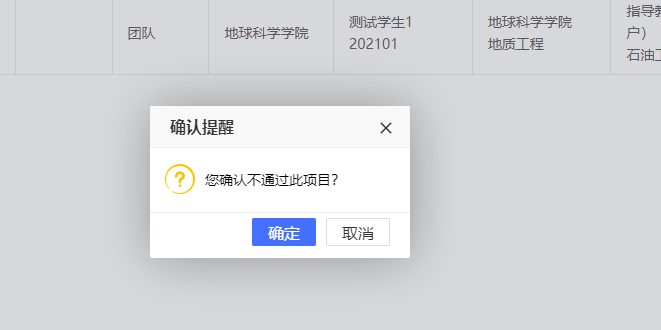 团队
地球科学学院
测试学生1
202101
地球科学学院
地质工程
指导教
户）
石油工
确认提醒
您确认不通过此项目？
确定
取消